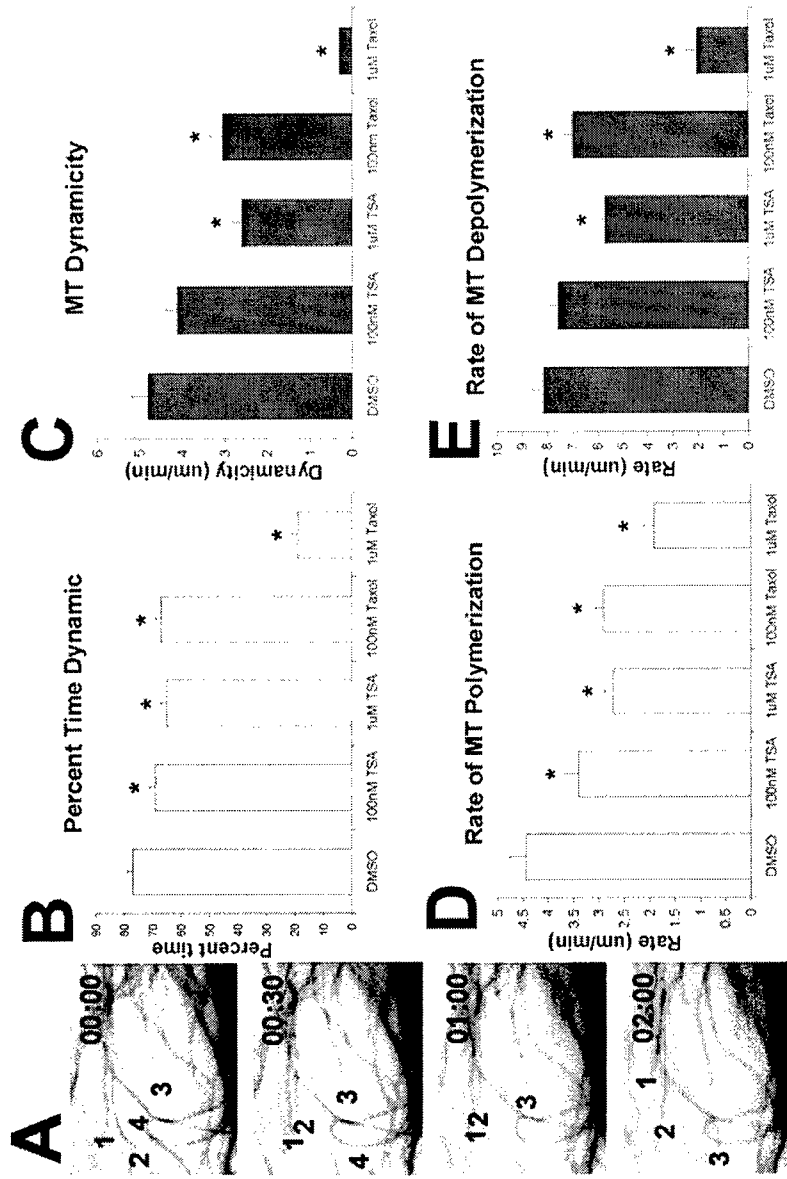 A
00:00
1
2
4
3
00:30
1
2
3
4
01:00
1
2
3
02:00
1
2
3
B
Percent Time Dynamic
Percent time
90
80
70
60
50
40
30
20
10
0
*
*
*
*
DMSO
100nM TSA
1uM TSA
100nM Taxol
1uM Taxol
C
MT Dynamicity
Dynamicity (um/min)
6
5
4
3
2
1
0
*
*
*
DMSO
100nM TSA
1uM TSA
100nm Taxol
1uM Taxol
D
Rate of MT Polymerization
Rate (um/min)
5
4.5
4
3.5
3
2.5
2
1.5
1
0.5
0
*
*
*
*
DMSO
100nM TSA
1uM TSA
100nM Taxol
1uM Taxol
E
Rate of MT Depolymerization
Rate (um/min)
10
9
8
7
6
5
4
3
2
1
0
*
*
*
DMSO
100nM TSA
1uM TSA
100nM Taxol
1uM Taxol